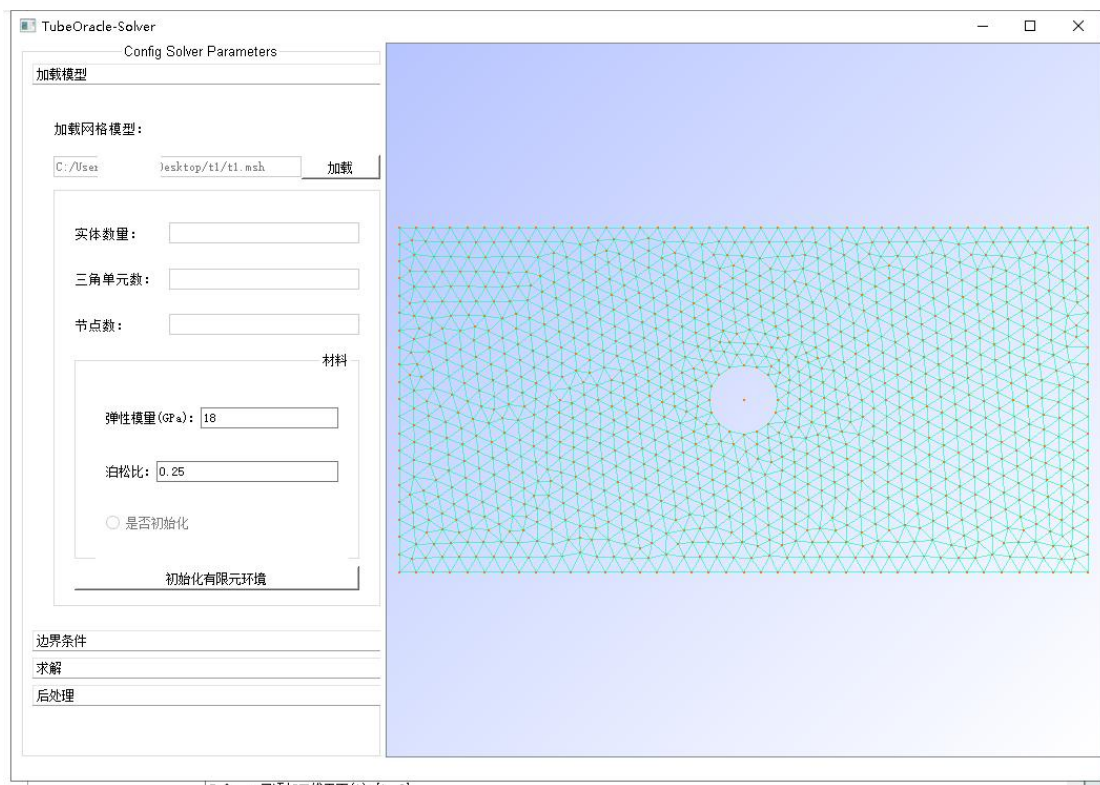 TubeOracle-Solver
Config Solver Parameters
加载模型
加载网格模型：
C:/User
Desktop/t1/t1.msh 加载
实体数量：
三角单元数：
节点数：
材料
弹性模量(GPa)： 18
泊松比： 0.25
是否初始化
初始化有限元环境
边界条件
求解
后处理